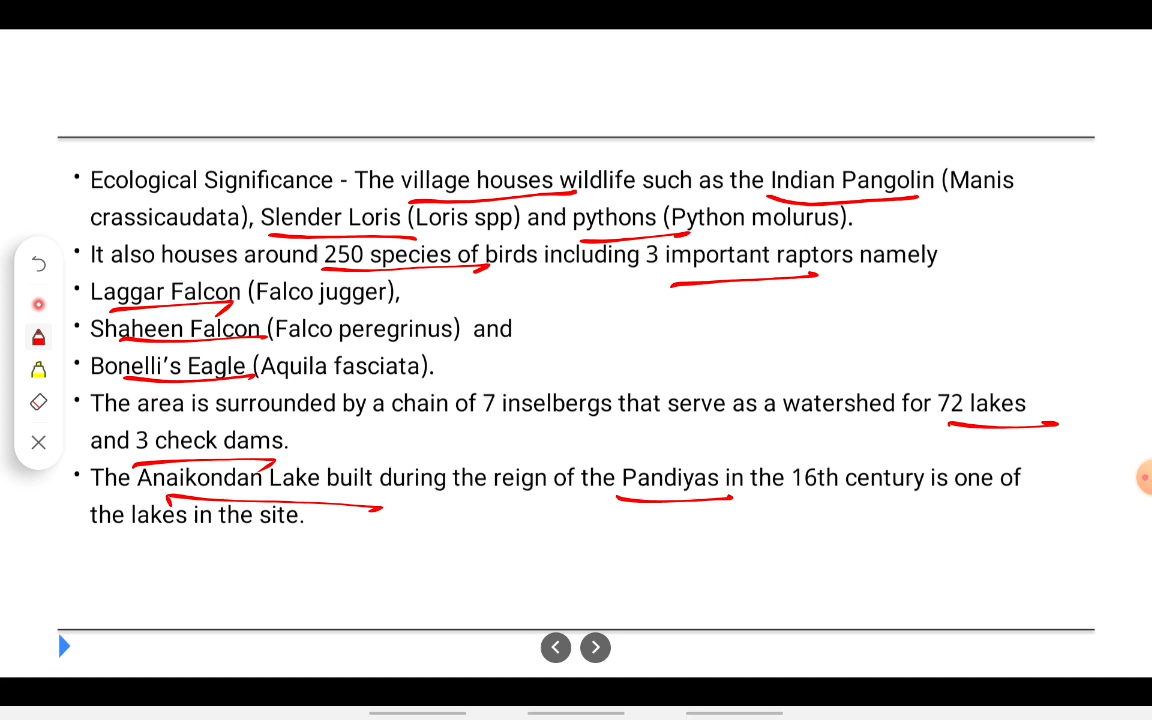 • Ecological Significance - The village houses wildlife such as the Indian Pangolin (Manis
crassicaudata), Slender Loris (Loris spp) and pythons (Python molurus).
• It also houses around 250 species of birds including 3 important raptors namely
• Laggar Falcon (Falco jugger),
• Shaheen Falcon (Falco peregrinus)  and
• Bonelli’s Eagle (Aquila fasciata).
• The area is surrounded by a chain of 7 inselbergs that serve as a watershed for 72 lakes
and 3 check dams.
• The Anaikondan Lake built during the reign of the Pandiyas in the 16th century is one of
the lakes in the site.